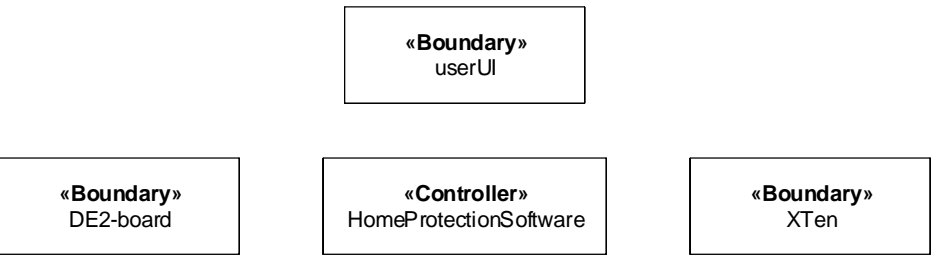 «Boundary»
userUI
«Boundary»
DE2-board
«Controller»
HomeProtectionSoftware
«Boundary»
XTen